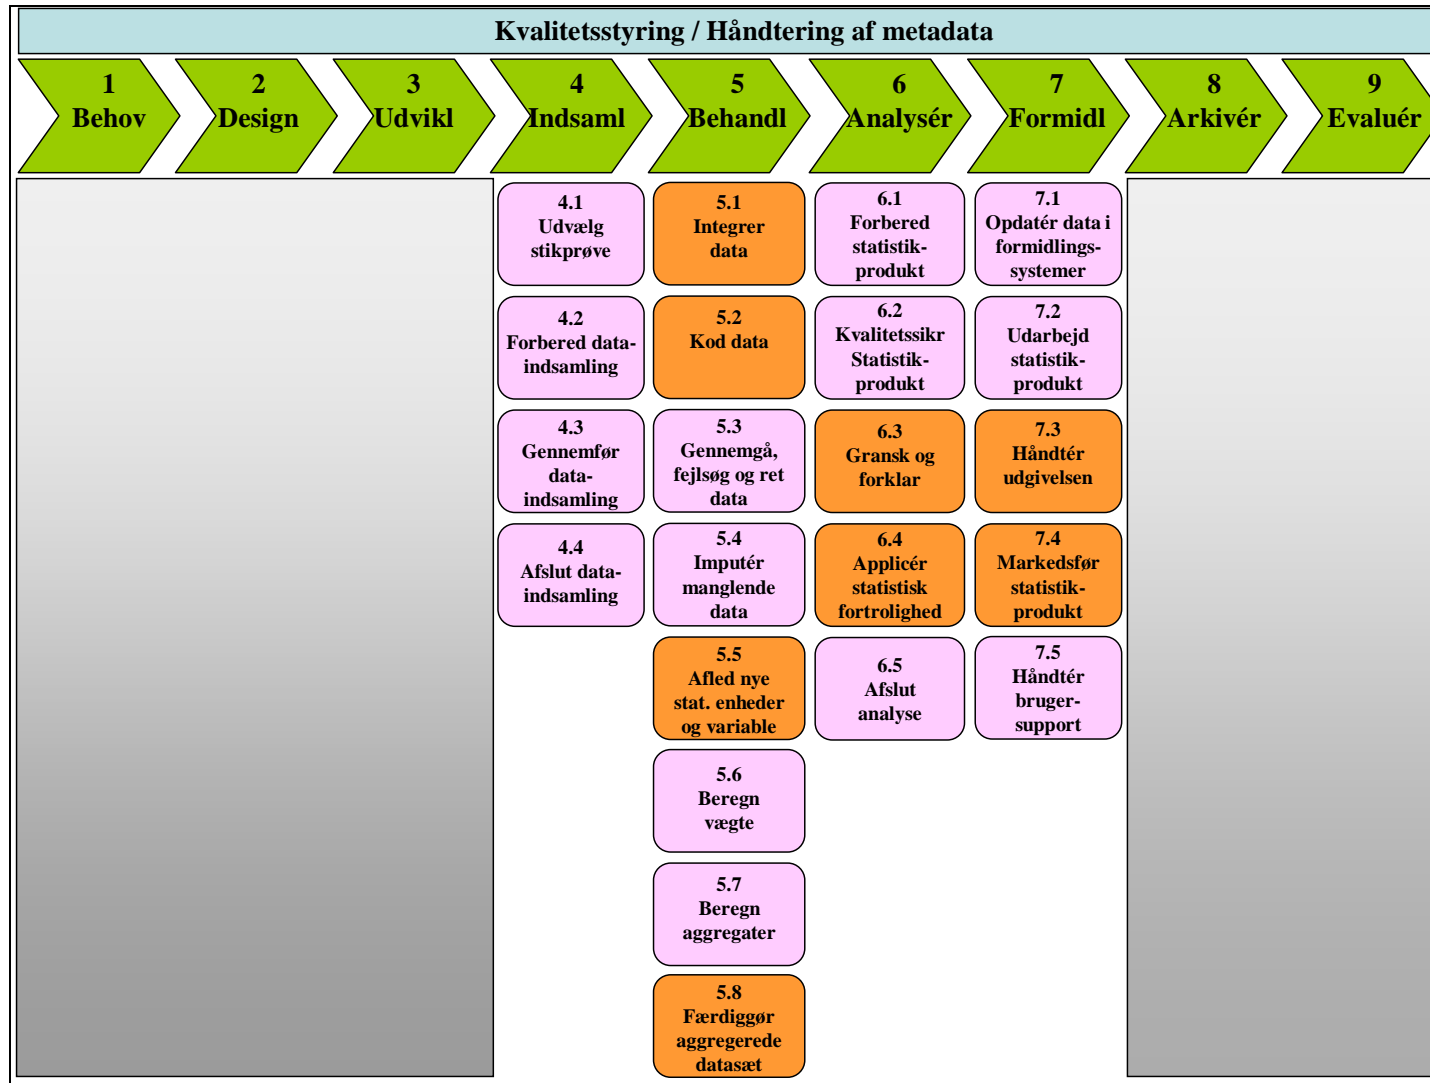 Kvalitetsstyring / Håndtering af metadata
1
Behov
2
Design
3
Udvikl
4
Indsaml
5
Behandl
6
Analysér
7
Formidl
8
Arkivér
9
Evaluér
4.1
Udvælg
stikprøve
4.2
Forbered data-
indsamling
4.3
Gennemfør
data-
indsamling
4.4
Afslut data-
indsamling
5.1
Integrer
data
5.2
Kod data
5.3
Gennemgå,
fejlsøg og ret
data
5.4
Imputér
manglende
data
5.5
Afled nye
stat. enheder
og variable
5.6
Beregn
vægte
5.7
Beregn
aggregater
5.8
Færdiggør
aggregerede
datasæt
6.1
Forbered
statistik-
produkt
6.2
Kvalitetssikr
Statistik-
produkt
6.3
Gransk og
forklar
6.4
Applicér
statistisk
fortrolighed
6.5
Afslut
analyse
7.1
Opdatér data i
formidlings-
systemer
7.2
Udarbejd
statistik-
produkt
7.3
Håndtér
udgivelsen
7.4
Markedsfør
statistik-
produkt
7.5
Håndtér
bruger-
support